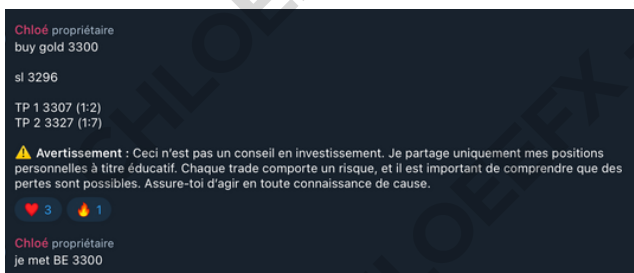 Chloé propriétaire
buy gold 3300
sl 3296
TP 1 3307 (1:2)
TP 2 3327 (1:7)
⚠️ Avertissement : Ceci n'est pas un conseil en investissement. Je partage uniquement mes positions
personnelles à titre éducatif. Chaque trade comporte un risque, et il est important de comprendre que des
pertes sont possibles. Assure-toi d'agir en toute connaissance de cause.
❤️ 3 🔥 1
Chloé propriétaire
je met BE 3300
CHLOEFX